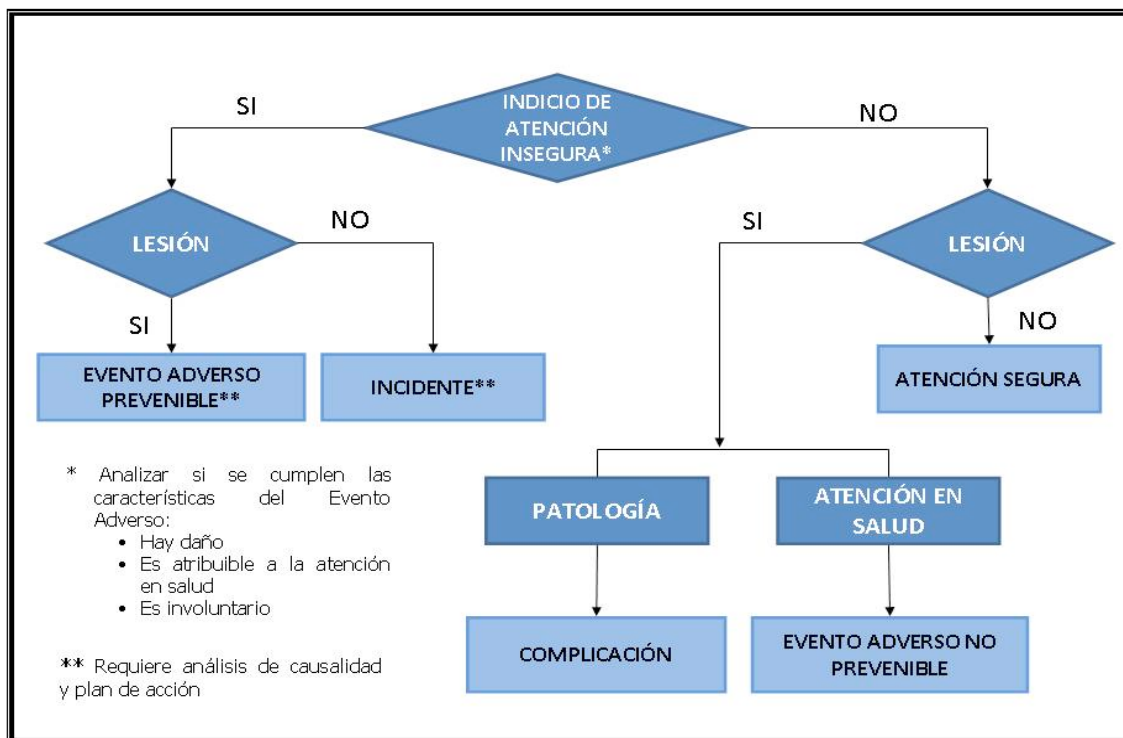 INDICIO DE
ATENCIÓN
INSEGURA*
SI
NO
LESIÓN
NO
SI
LESIÓN
SI
NO
EVENTO ADVERSO
PREVENIBLE**
INCIDENTE**
ATENCIÓN SEGURA
* Analizar si se cumplen las
características del Evento
Adverso:
• Hay daño
• Es atribuible a la atención
en salud
• Es involuntario
** Requiere análisis de causalidad
y plan de acción
PATOLOGÍA
ATENCIÓN EN
SALUD
COMPLICACIÓN
EVENTO ADVERSO NO
PREVENIBLE